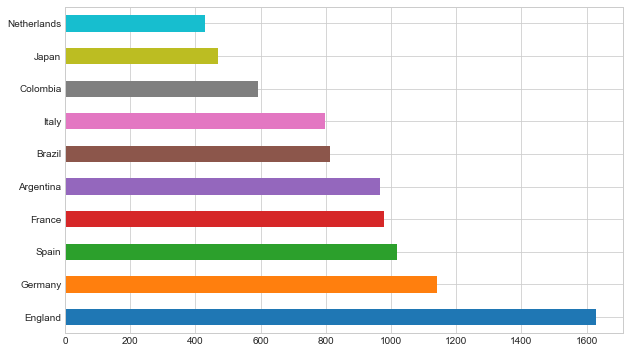 Netherlands
Japan
Colombia
Italy
Brazil
Argentina
France
Spain
Germany
England
0 200 400 600 800 1000 1200 1400 1600